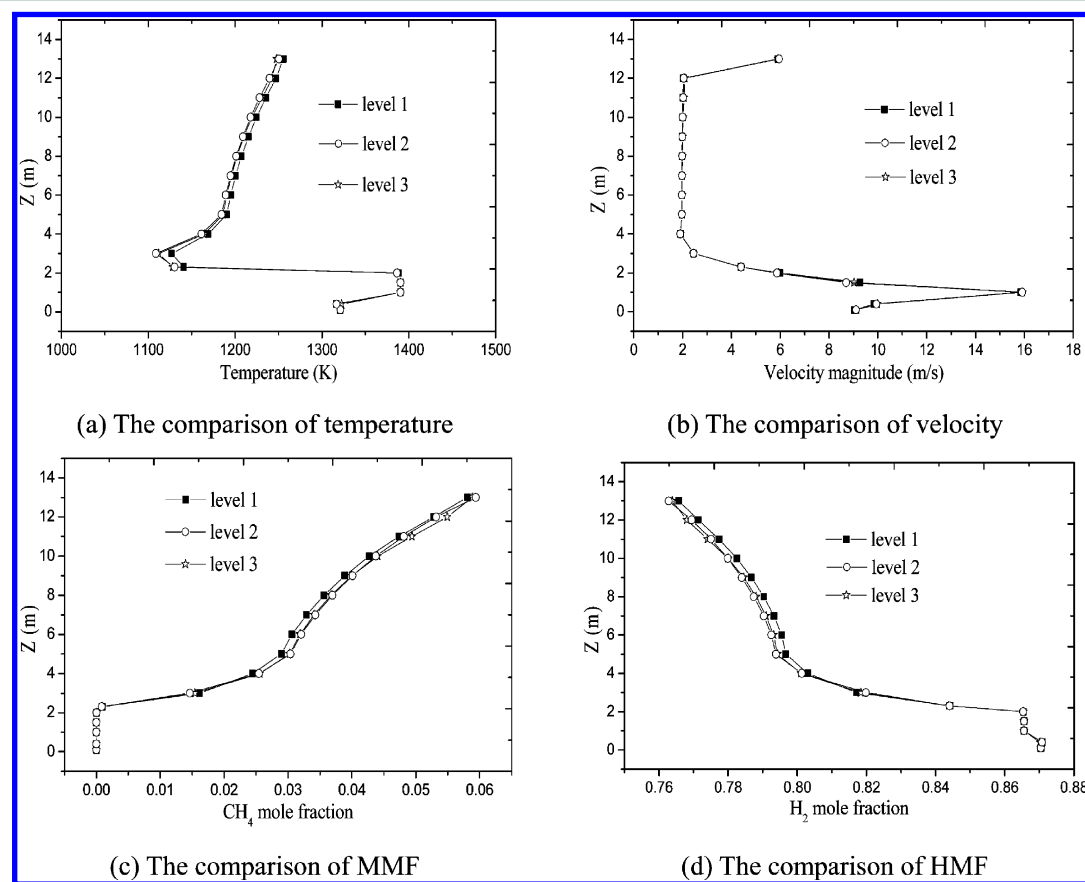 14
12
10
8
6
4
2
0
Z (m)
level 1
level 2
level 3
1000 1100 1200 1300 1400 1500
Temperature (K)
(a) The comparison of temperature
14
12
10
8
6
4
2
0
Z (m)
level 1
level 2
level 3
0 2 4 6 8 10 12 14 16 18
Velocity magnitude (m/s)
(b) The comparison of velocity
14
12
10
8
6
4
2
0
Z (m)
level 1
level 2
level 3
0.00 0.01 0.02 0.03 0.04 0.05 0.06
CH4 mole fraction
(c) The comparison of MMF
14
12
10
8
6
4
2
0
Z (m)
level 1
level 2
level 3
0.76 0.78 0.80 0.82 0.84 0.86 0.88
H2 mole fraction
(d) The comparison of HMF